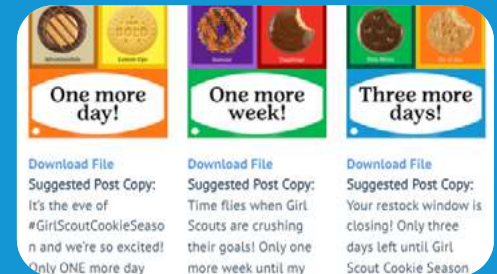 One more
day!
Download File
Suggested Post Copy:
It's the eve of
#GirlScoutCookieSeaso
n and we're so excited!
Only ONE more day
One more
week!
Download File
Suggested Post Copy:
Time flies when Girl
Scouts are crushing
their goals! Only one
more week until my
Three more
days!
Download File
Suggested Post Copy:
Your restock window is
closing! Only three
days left until Girl
Scout Cookie Season